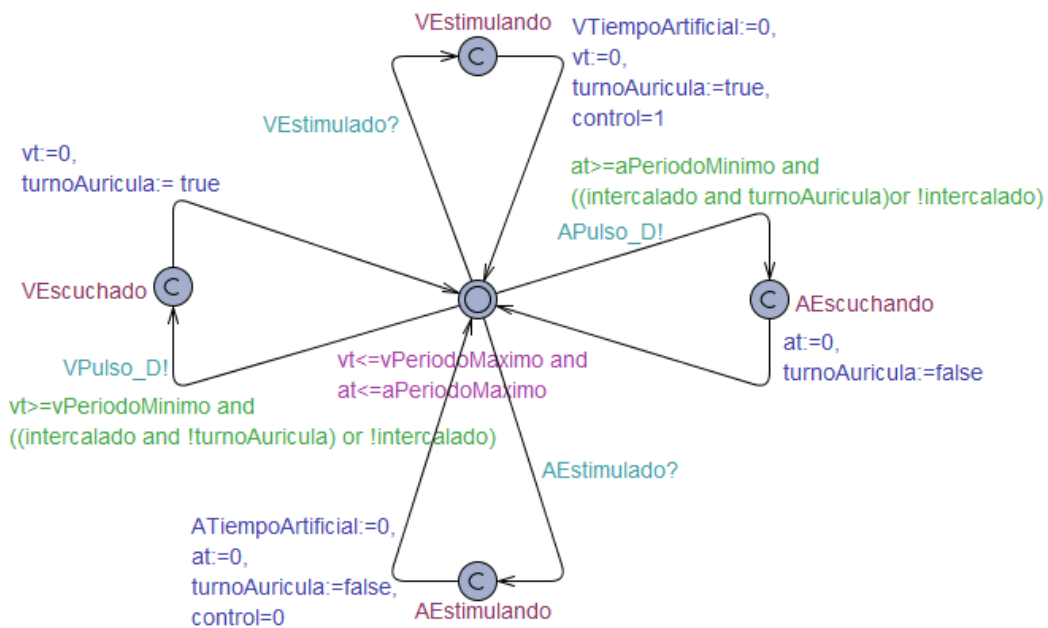 VEstimulando
VTiempoArtificial:=0,
vt:=0,
turnoAuricula:=true,
control=1
VEstimulado?
vt:=0,
turnoAuricula:= true
at>=aPeriodoMinimo and
((intercalado and turnoAuricula)or !intercalado)
APulso_D!
VEscuchado
C
C
C
AEscuchando
at:=0,
turnoAuricula:=false
VPulso_D!
vt<=vPeriodoMaximo and
at<=aPeriodoMaximo
vt>=vPeriodoMinimo and
((intercalado and !turnoAuricula) or !intercalado)
AEstimulado?
ATiempoArtificial:=0,
at:=0,
turnoAuricula:=false,
control=0
C
AEstimulando